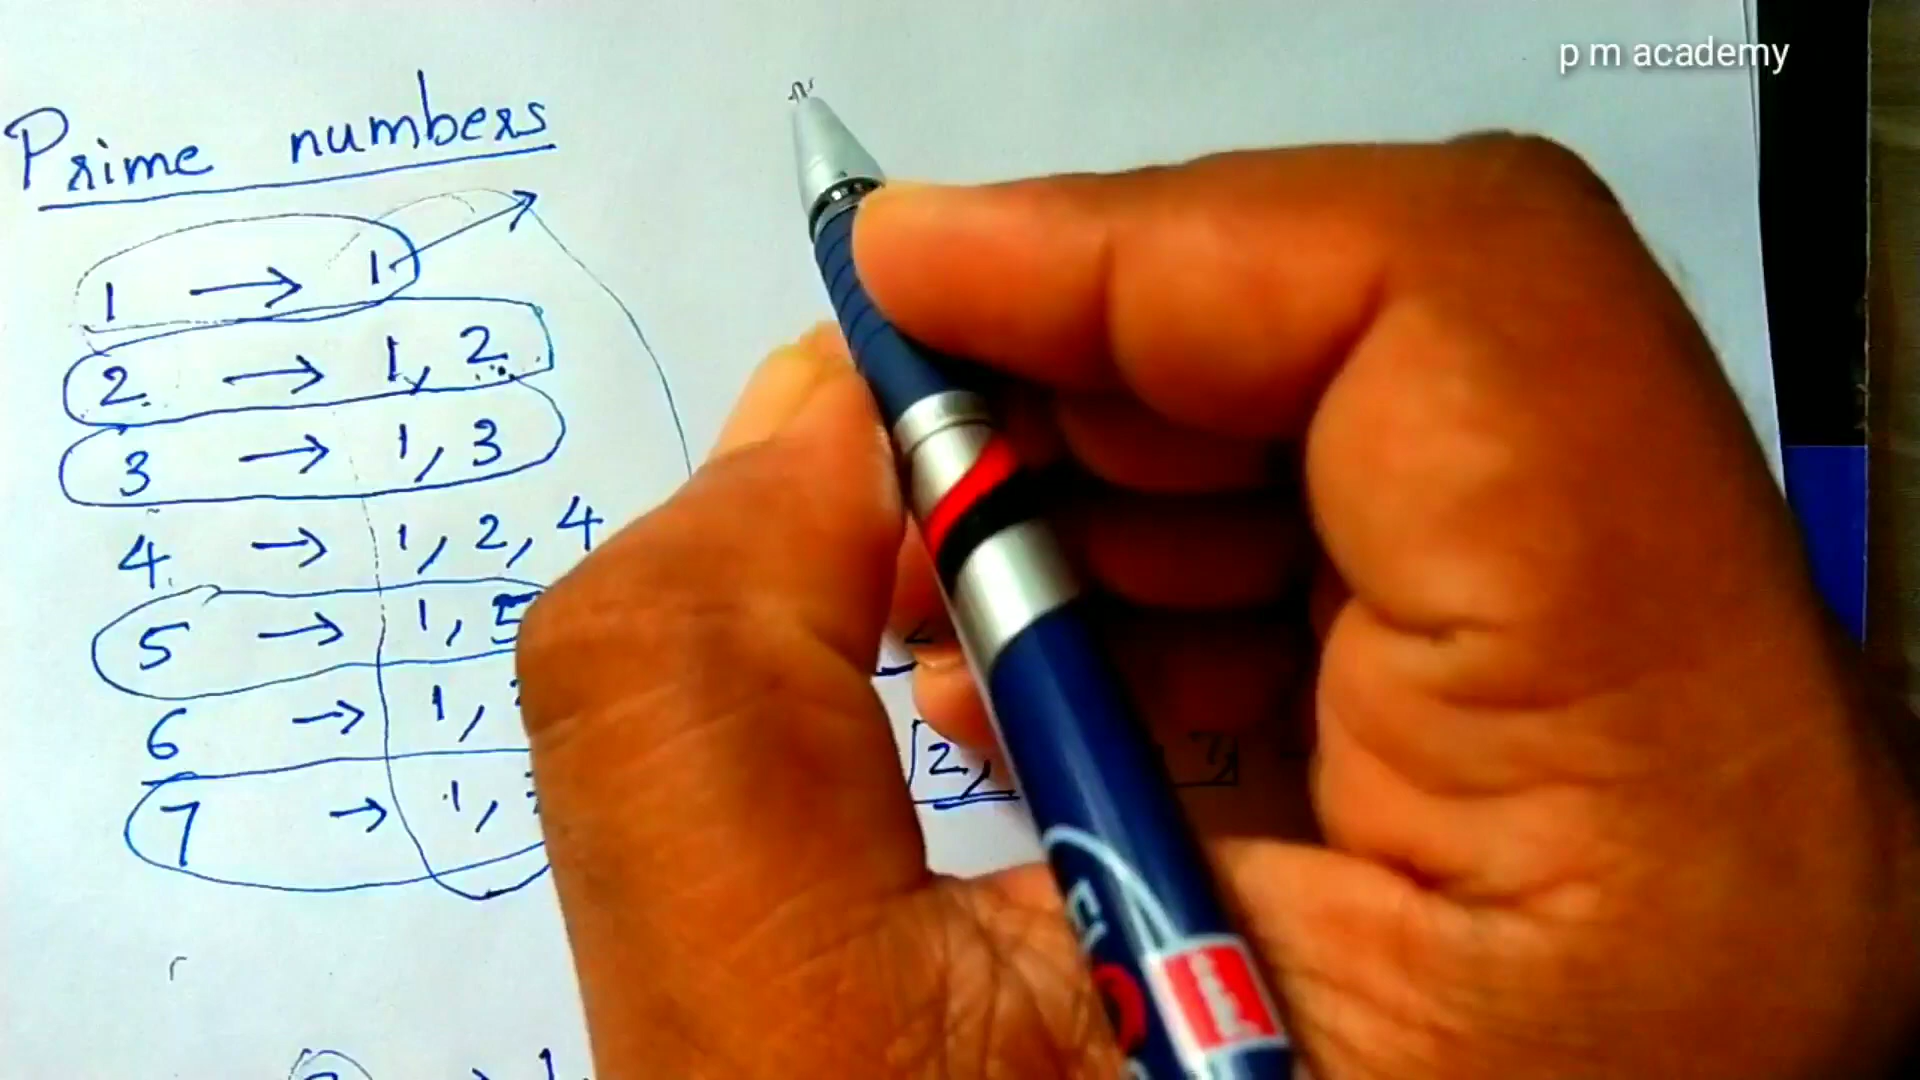 p m academy
Prime numbers
1 → 1
2 → 1, 2
3 → 1, 3
4 → 1, 2, 4
5 → 1, 5
6 → 1,
7 → 1,
2,